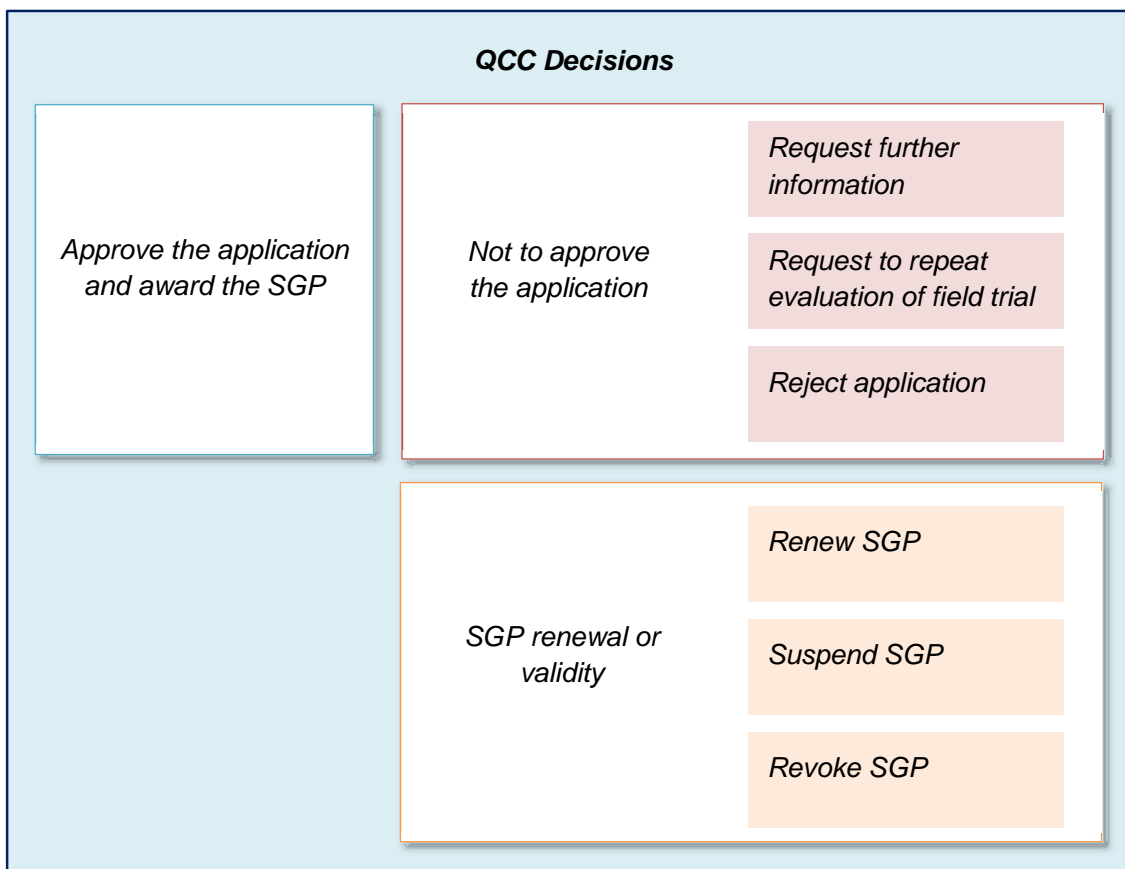 QCC Decisions
Approve the application
and award the SGP
Not to approve
the application
Request further
information
Request to repeat
evaluation of field trial
Reject application
SGP renewal or
validity
Renew SGP
Suspend SGP
Revoke SGP